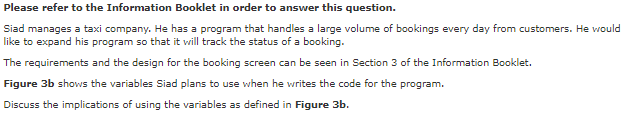 Please refer to the Information Booklet in order to answer this question.
Siad manages a taxi company. He has a program that handles a large volume of bookings every day from customers. He would
like to expand his program so that it will track the status of a booking.
The requirements and the design for the booking screen can be seen in Section 3 of the Information Booklet.
Figure 3b shows the variables Siad plans to use when he writes the code for the program.
Discuss the implications of using the variables as defined in Figure 3b.